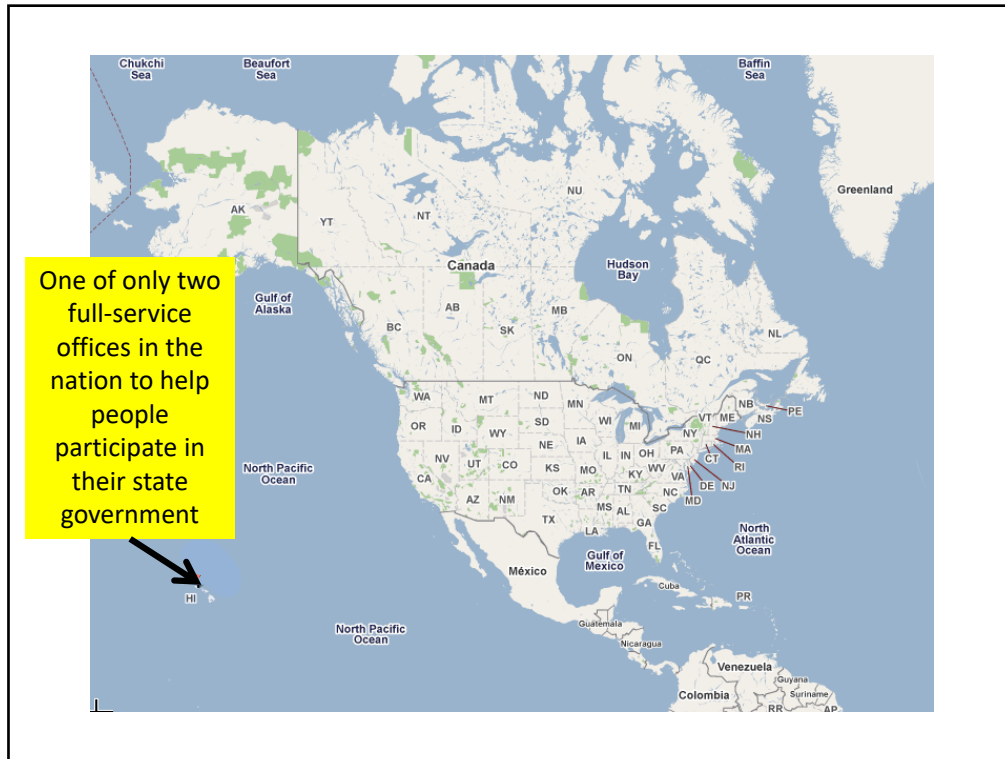 Chukchi
Sea
Beaufort
Sea
Baffin
Sea
Greenland
AK
YT
NT
NU
Canada
Hudson
Bay
Gulf of
Alaska
BC
AB
SK
MB
ON
QC
NL
NB
PE
NS
One of only two
full-service
offices in the
nation to help
people
participate in
their state
government
WA
MT
ND
MN
OR
ID
WY
SD
WI
MI
NY
VT
ME
NH
MA
RI
CT
NJ
DE
MD
NV
UT
CO
NE
IA
IL
IN
OH
PA
CA
KS
MO
KY
WV
VA
AZ
NM
OK
AR
TN
NC
SC
TX
LA
MS
AL
GA
FL
North Pacific
Ocean
North
Atlantic
Ocean
Gulf of
Mexico
México
Cuba
PR
HI
North Pacific
Ocean
Guatemala
Nicaragua
Venezuela
Guyana
Suriname
Colombia
RR
AP